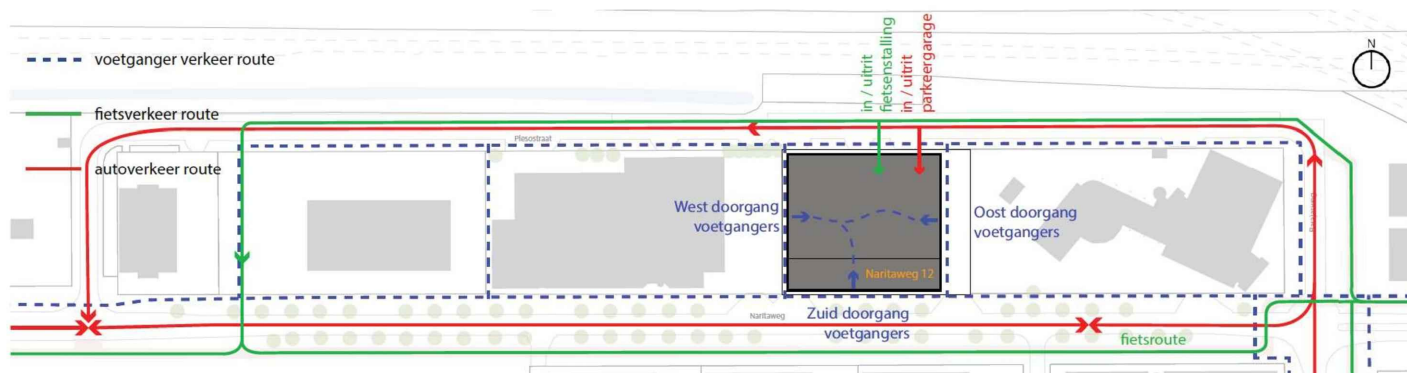 N
in / uitrit
fietsenstalling
in / uitrit
parkeergarage
voetganger verkeer route
fietsverkeer route
autoverkeer route
Plesostraat
West doorgang
voetgangers
Oost doorgang
voetgangers
Naritaweg 12
Naritaweg
Zuid doorgang
voetgangers
fietsroute